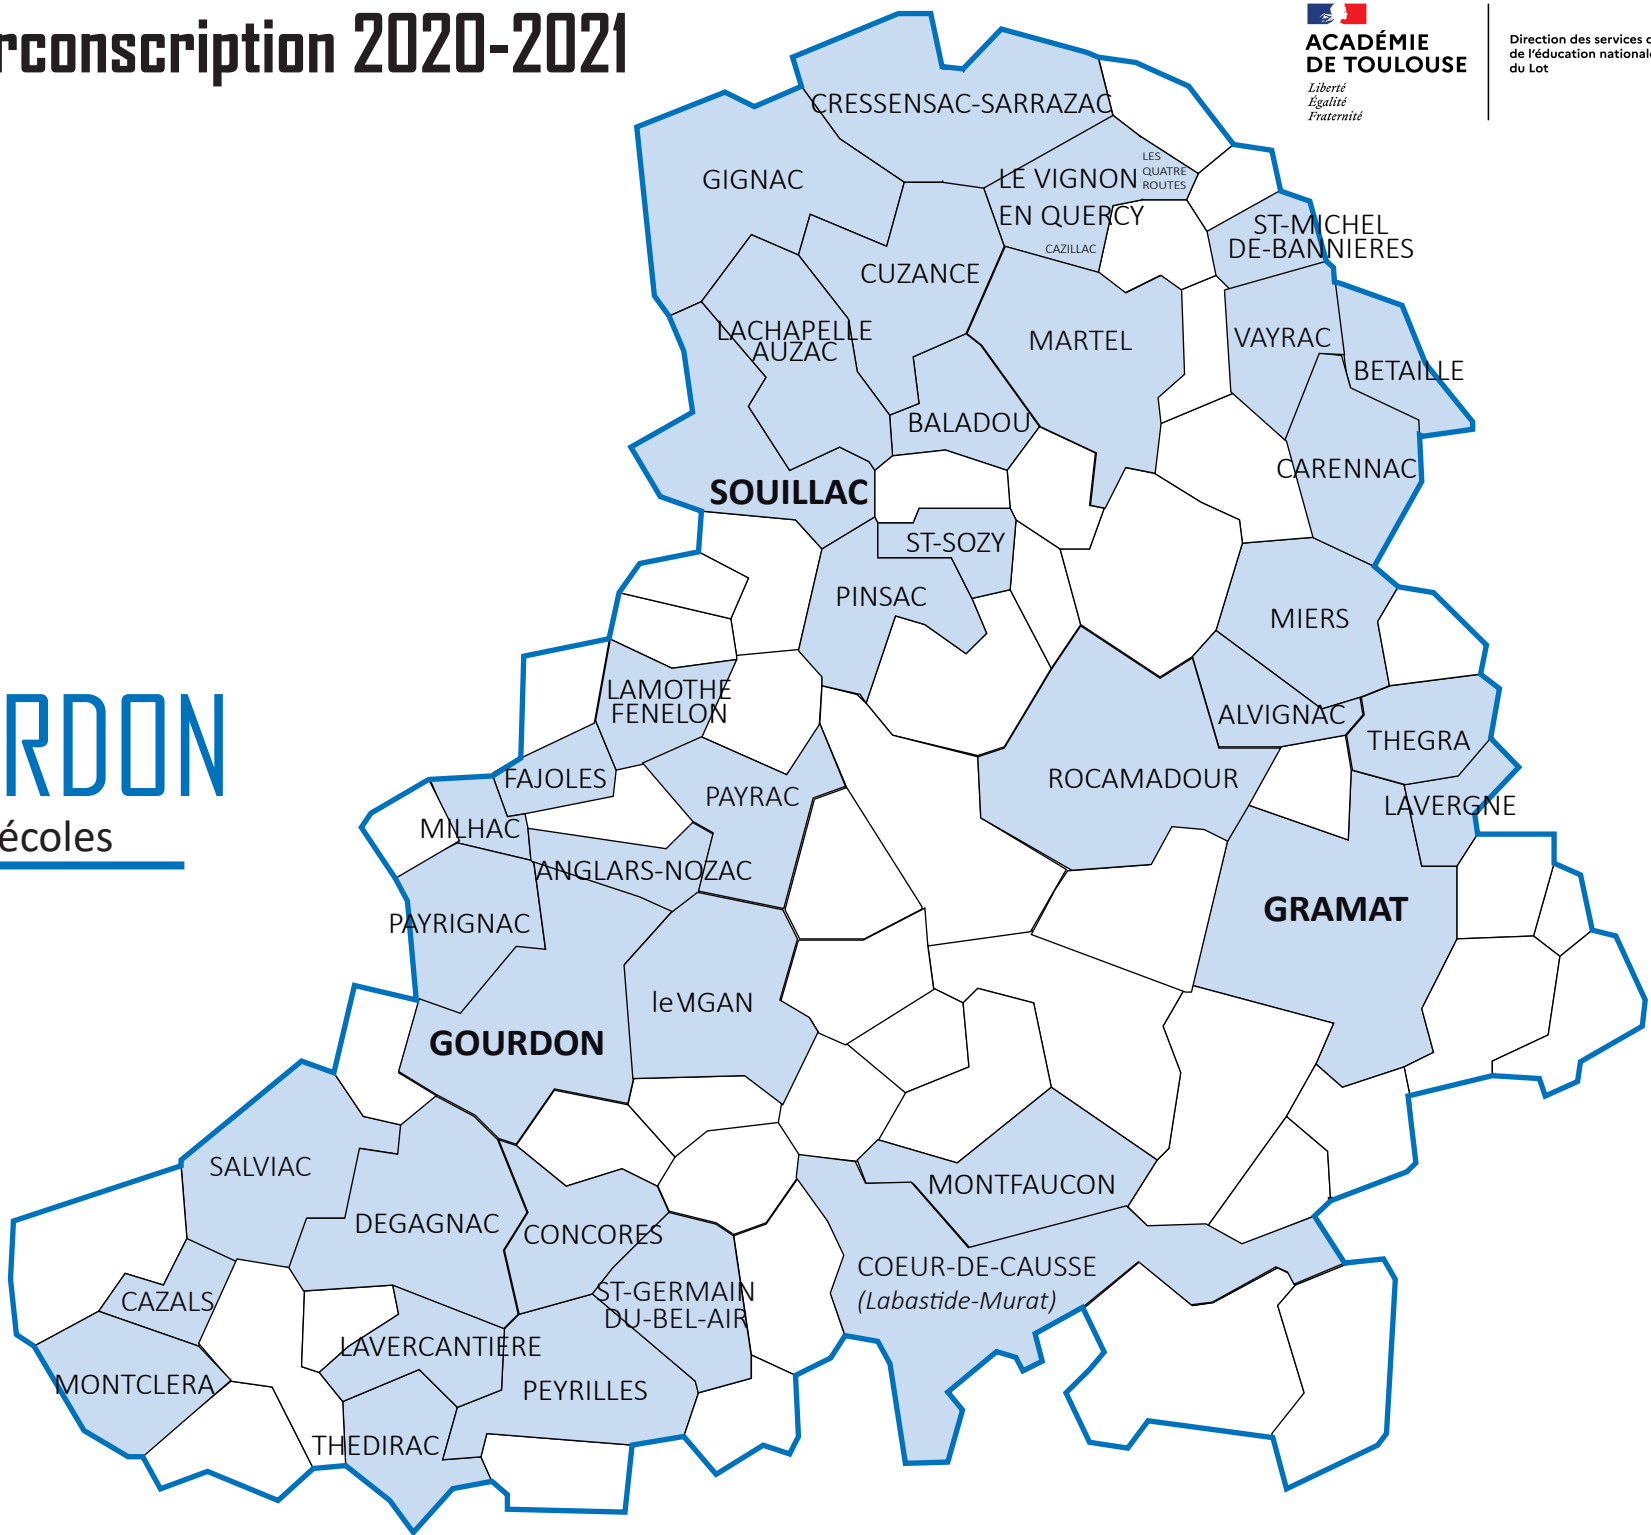 rconscription 2020-2021
ACADÉMIE
DE TOULOUSE
Liberté
Égalité
Fraternité
Direction des services d
de l'éducation nationale
du Lot
CRESSENSAC-SARRAZAC
GIGNAC
LE VIGNON
EN QUERCY
LES
QUATRE
ROUTES
CAZILLAC
ST-MICHEL
DE-BANNIERES
CUZANCE
LACHAPELLE
AUZAC
MARTEL
VAYRAC
BETAILLE
BALADOU
CARENNAC
SOUILLAC
ST-SOZY
PINSAC
MIERS
LAMOTHE
FENELON
ALVIGNAC
THEGRA
RDON
écoles
FAJOLES
PAYRAC
ROCAMADOUR
LAVERGNE
MILHAC
ANGLARS-NOZAC
PAYRIGNAC
GRAMAT
le VIGAN
GOURDON
SALVIAC
MONTFAUCON
DEGAGNAC
CONCORES
COEUR-DE-CAUSSE
(Labastide-Murat)
CAZALS
ST-GERMAIN
DU-BEL-AIR
LAVERCANTIERE
MONTCLERA
PEYRILLES
THEDIRAC